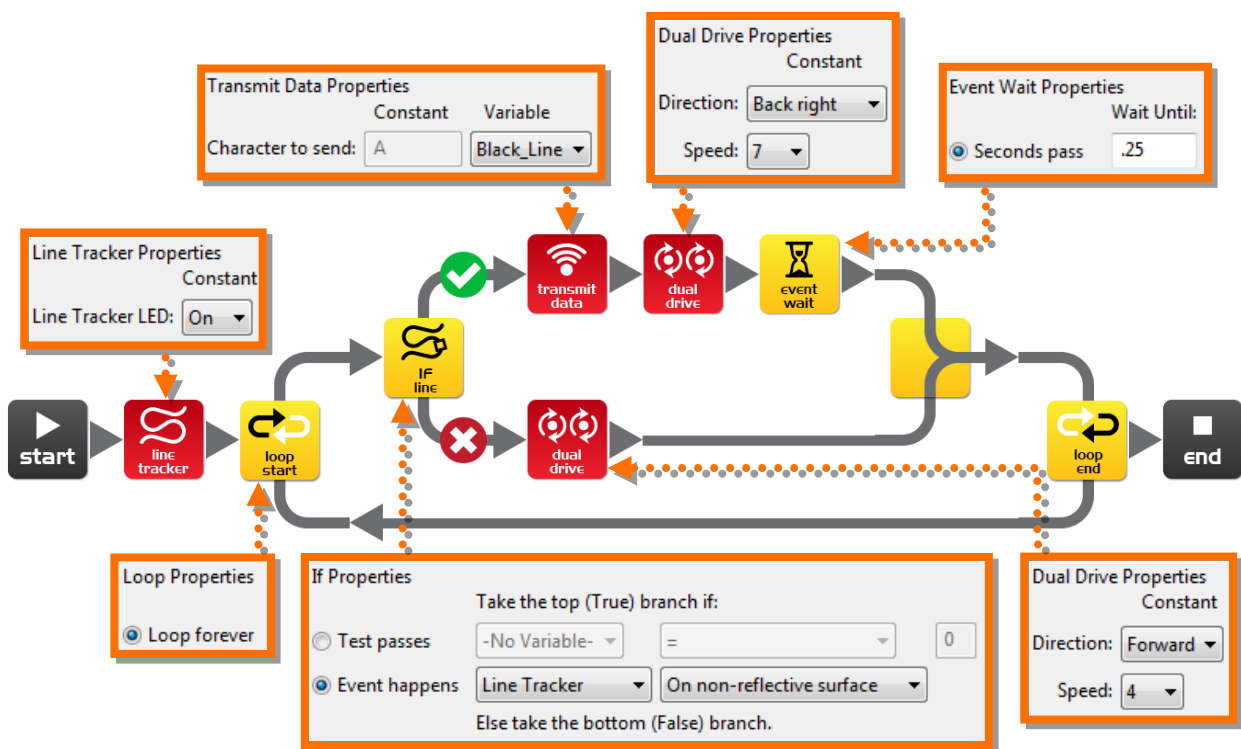 Dual Drive Properties
Constant
Direction: Back right
Speed: 7
Transmit Data Properties
Constant Variable
Character to send: A Black_Line
Event Wait Properties
Wait Until:
Seconds pass .25
Line Tracker Properties
Constant
Line Tracker LED: On
transmit
data
dual
drive
event
wait
IF
line
start
line
tracker
loop
start
dual
drive
loop
end
end
Loop Properties
Loop forever
If Properties
Take the top (True) branch if:
Test passes -No Variable- = 0
Event happens Line Tracker On non-reflective surface
Else take the bottom (False) branch.
Dual Drive Properties
Constant
Direction: Forward
Speed: 4